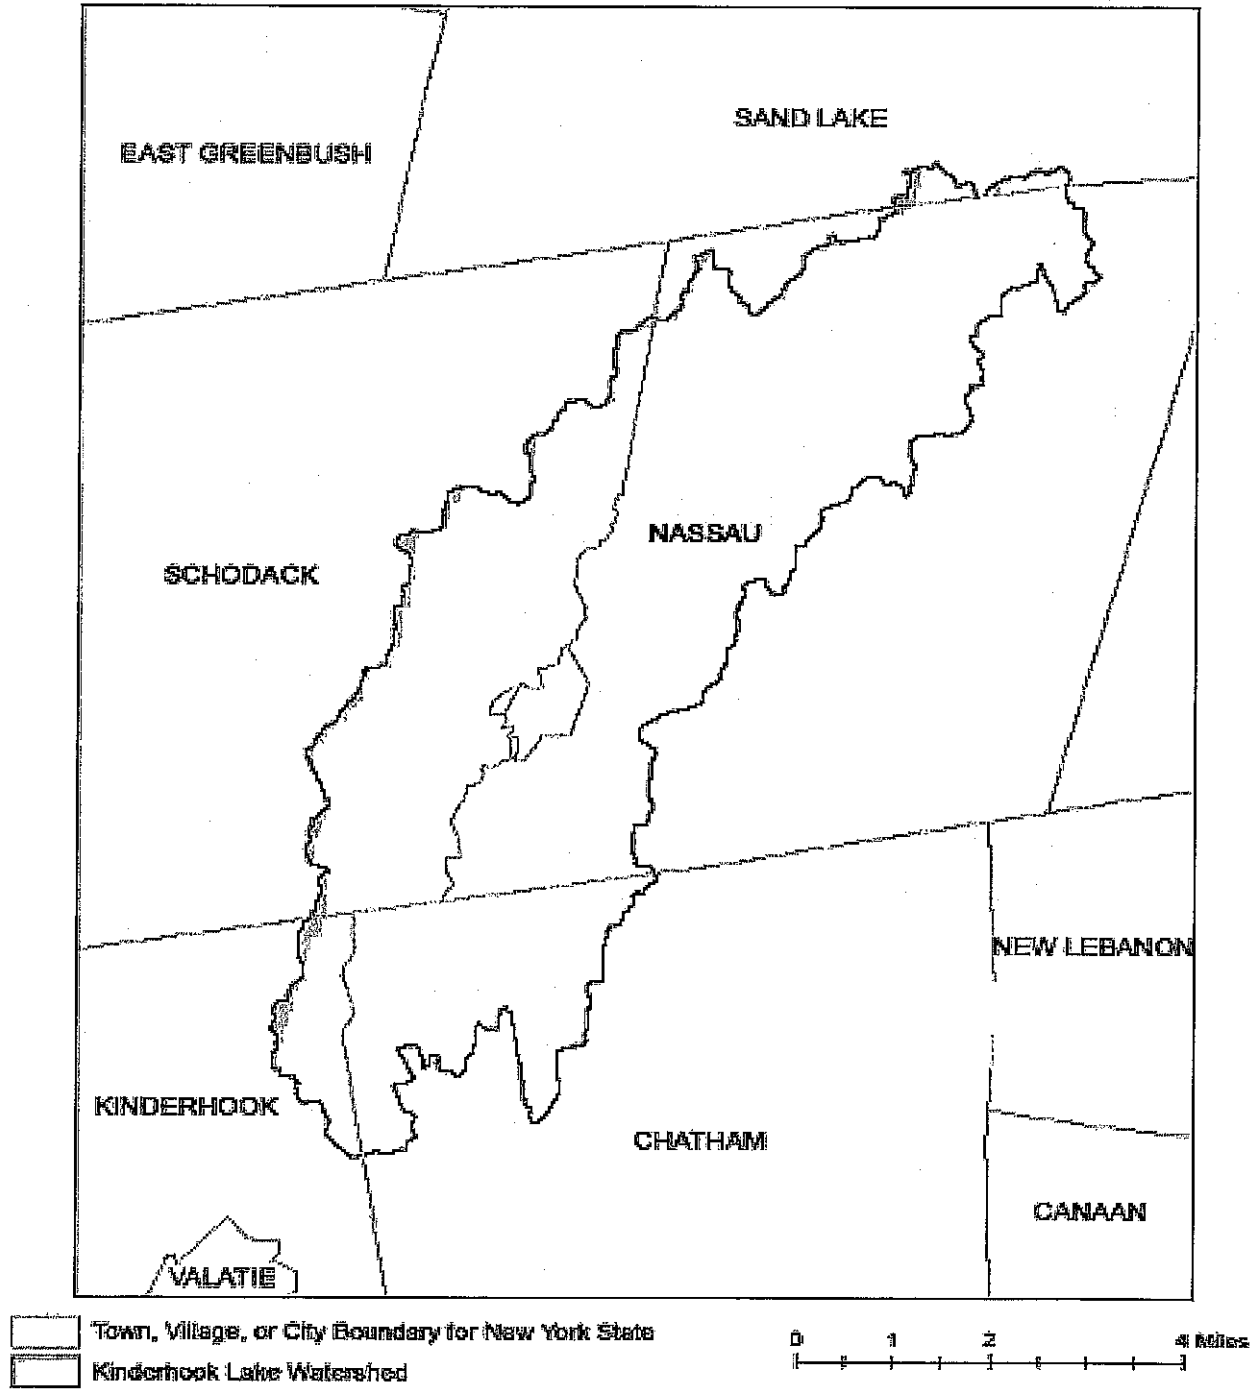 SAND LAKE
EAST GREENBUSH
NASSAU
SCHODACK
NEW LEBANON
KINDERHOOK
CHATHAM
CANAAN
VALATIE
Town, Village, or City Boundary for New York State
Kinderhook Lake Watershed
0 1 2 4 Miles